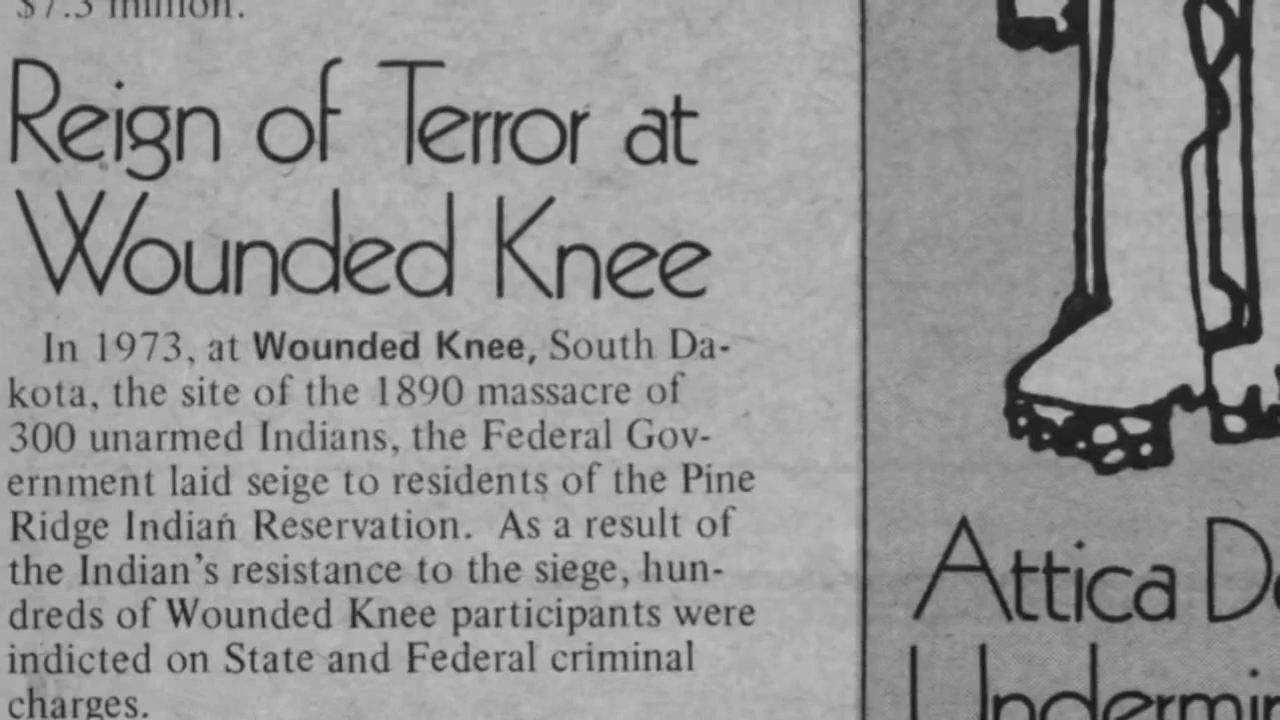 $7.3 million.
Reign of Terror at
Wounded Knee
In 1973, at Wounded Knee, South Da-
kota, the site of the 1890 massacre of
300 unarmed Indians, the Federal Gov-
ernment laid seige to residents of the Pine
Ridge Indian Reservation. As a result of
the Indian's resistance to the siege, hun-
dreds of Wounded Knee participants were
indicted on State and Federal criminal
charges.
Attica